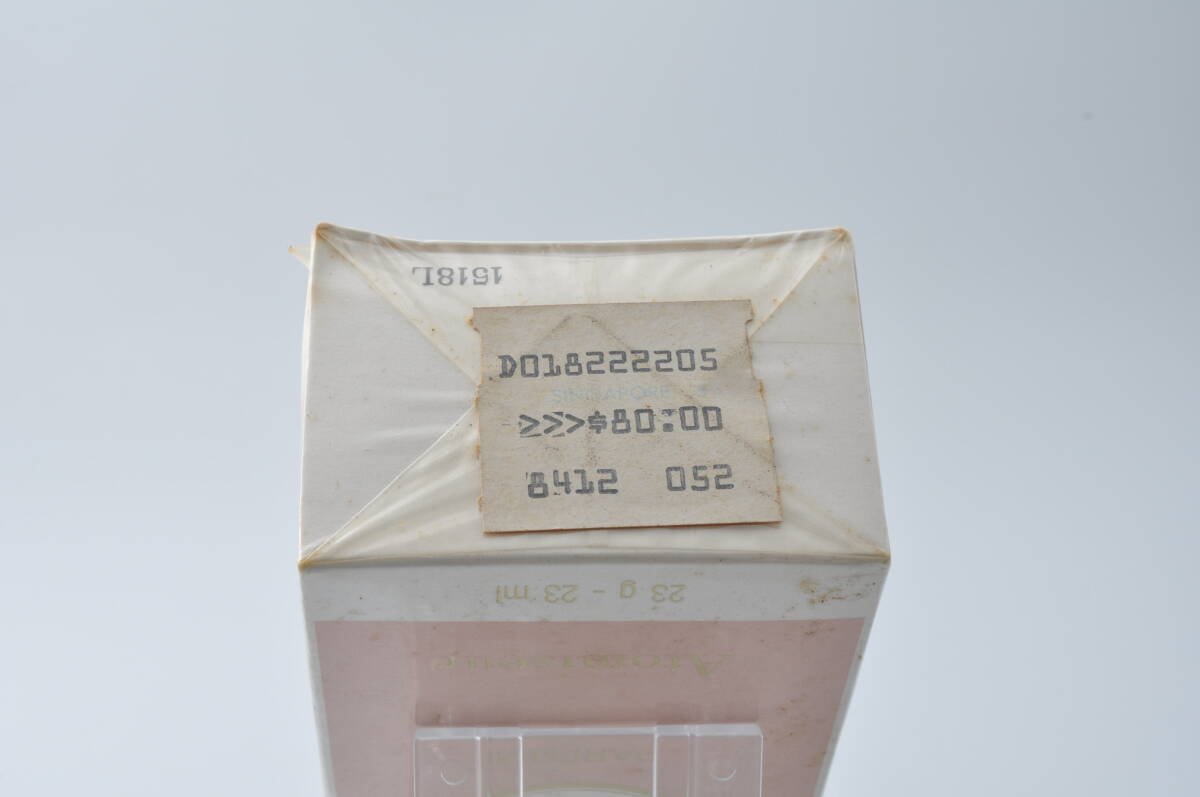 1518L
D018222205
SINGAPORE
>>>$80:00
8412 052
23 g - 23 ml